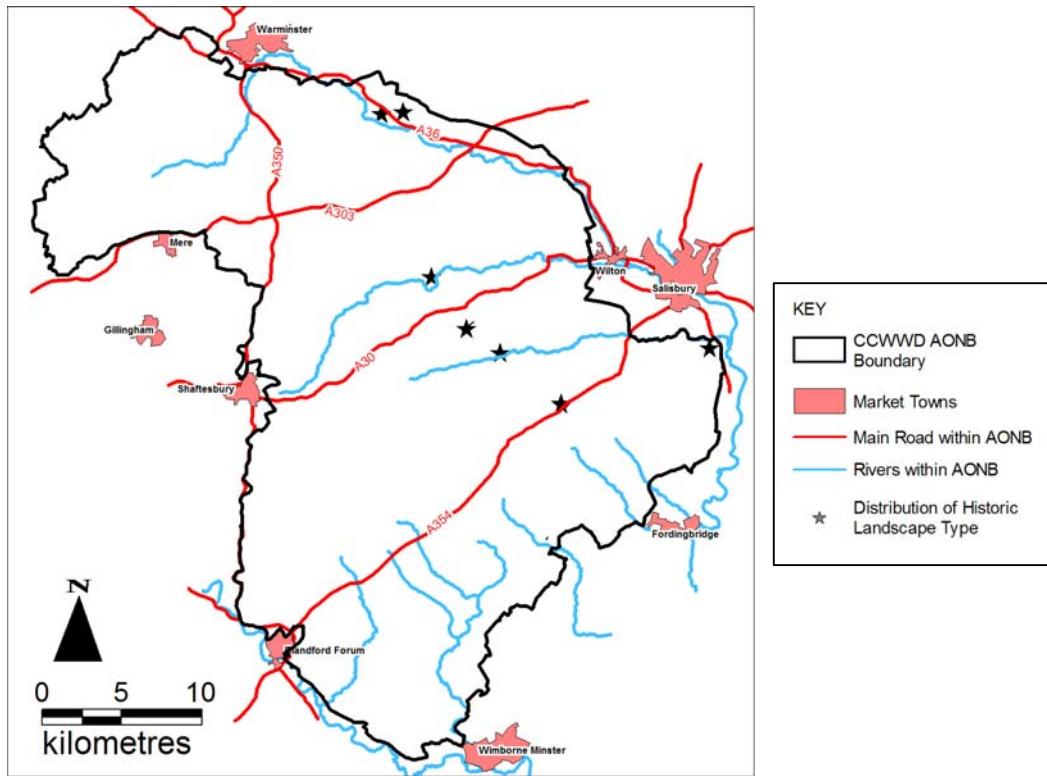 Warminster
A36
A350
A303
Mere
Wilton
Salisbury
Gillingham
A30
Shaftesbury
A354
Fordingbridge
N
Blandford Forum
0 5 10
kilometres
Wimborne Minster
KEY
CCWWD AONB
Boundary
Market Towns
Main Road within AONB
Rivers within AONB
Distribution of Historic
Landscape Type